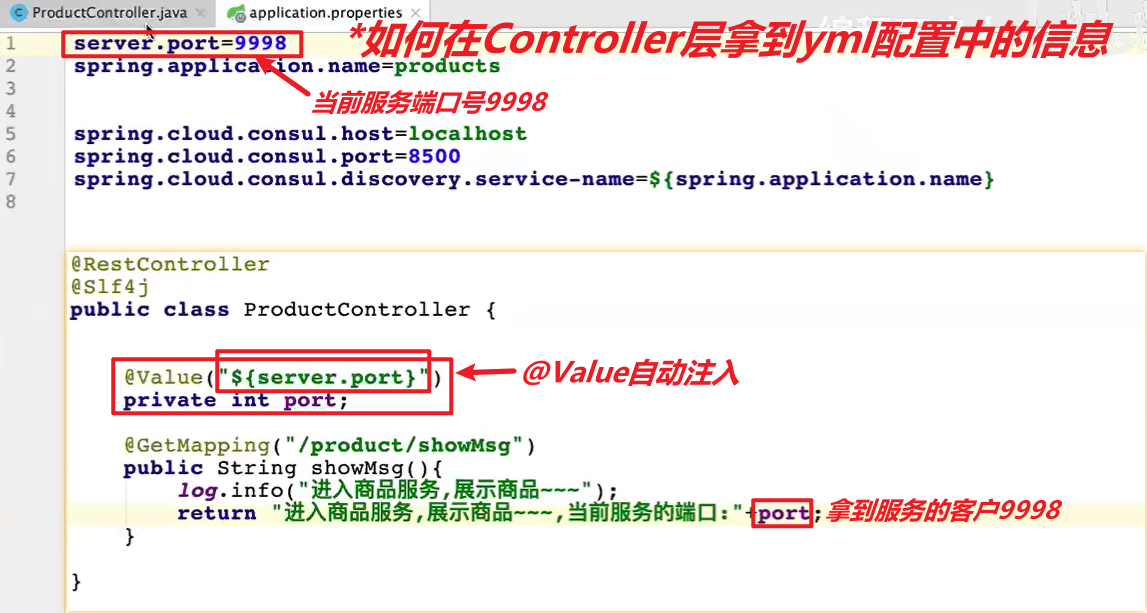 ProductController.java
application.properties
*如何在Controller层拿到yml配置中的信息
1 server.port=9998
2 spring.application.name=products
3
当前服务端口号9998
4
5 spring.cloud.consul.host=localhost
6 spring.cloud.consul.port=8500
7 spring.cloud.consul.discovery.service-name=${spring.application.name}
8
@RestController
@Slf4j
public class ProductController {
@Value("${server.port}")
@Value自动注入
private int port;
@GetMapping("/product/showMsg")
public String showMsg(){
log.info("进入商品服务,展示商品~~~");
return "进入商品服务,展示商品~~~,当前服务的端口:"+port;
拿到服务的客户9998
}
}